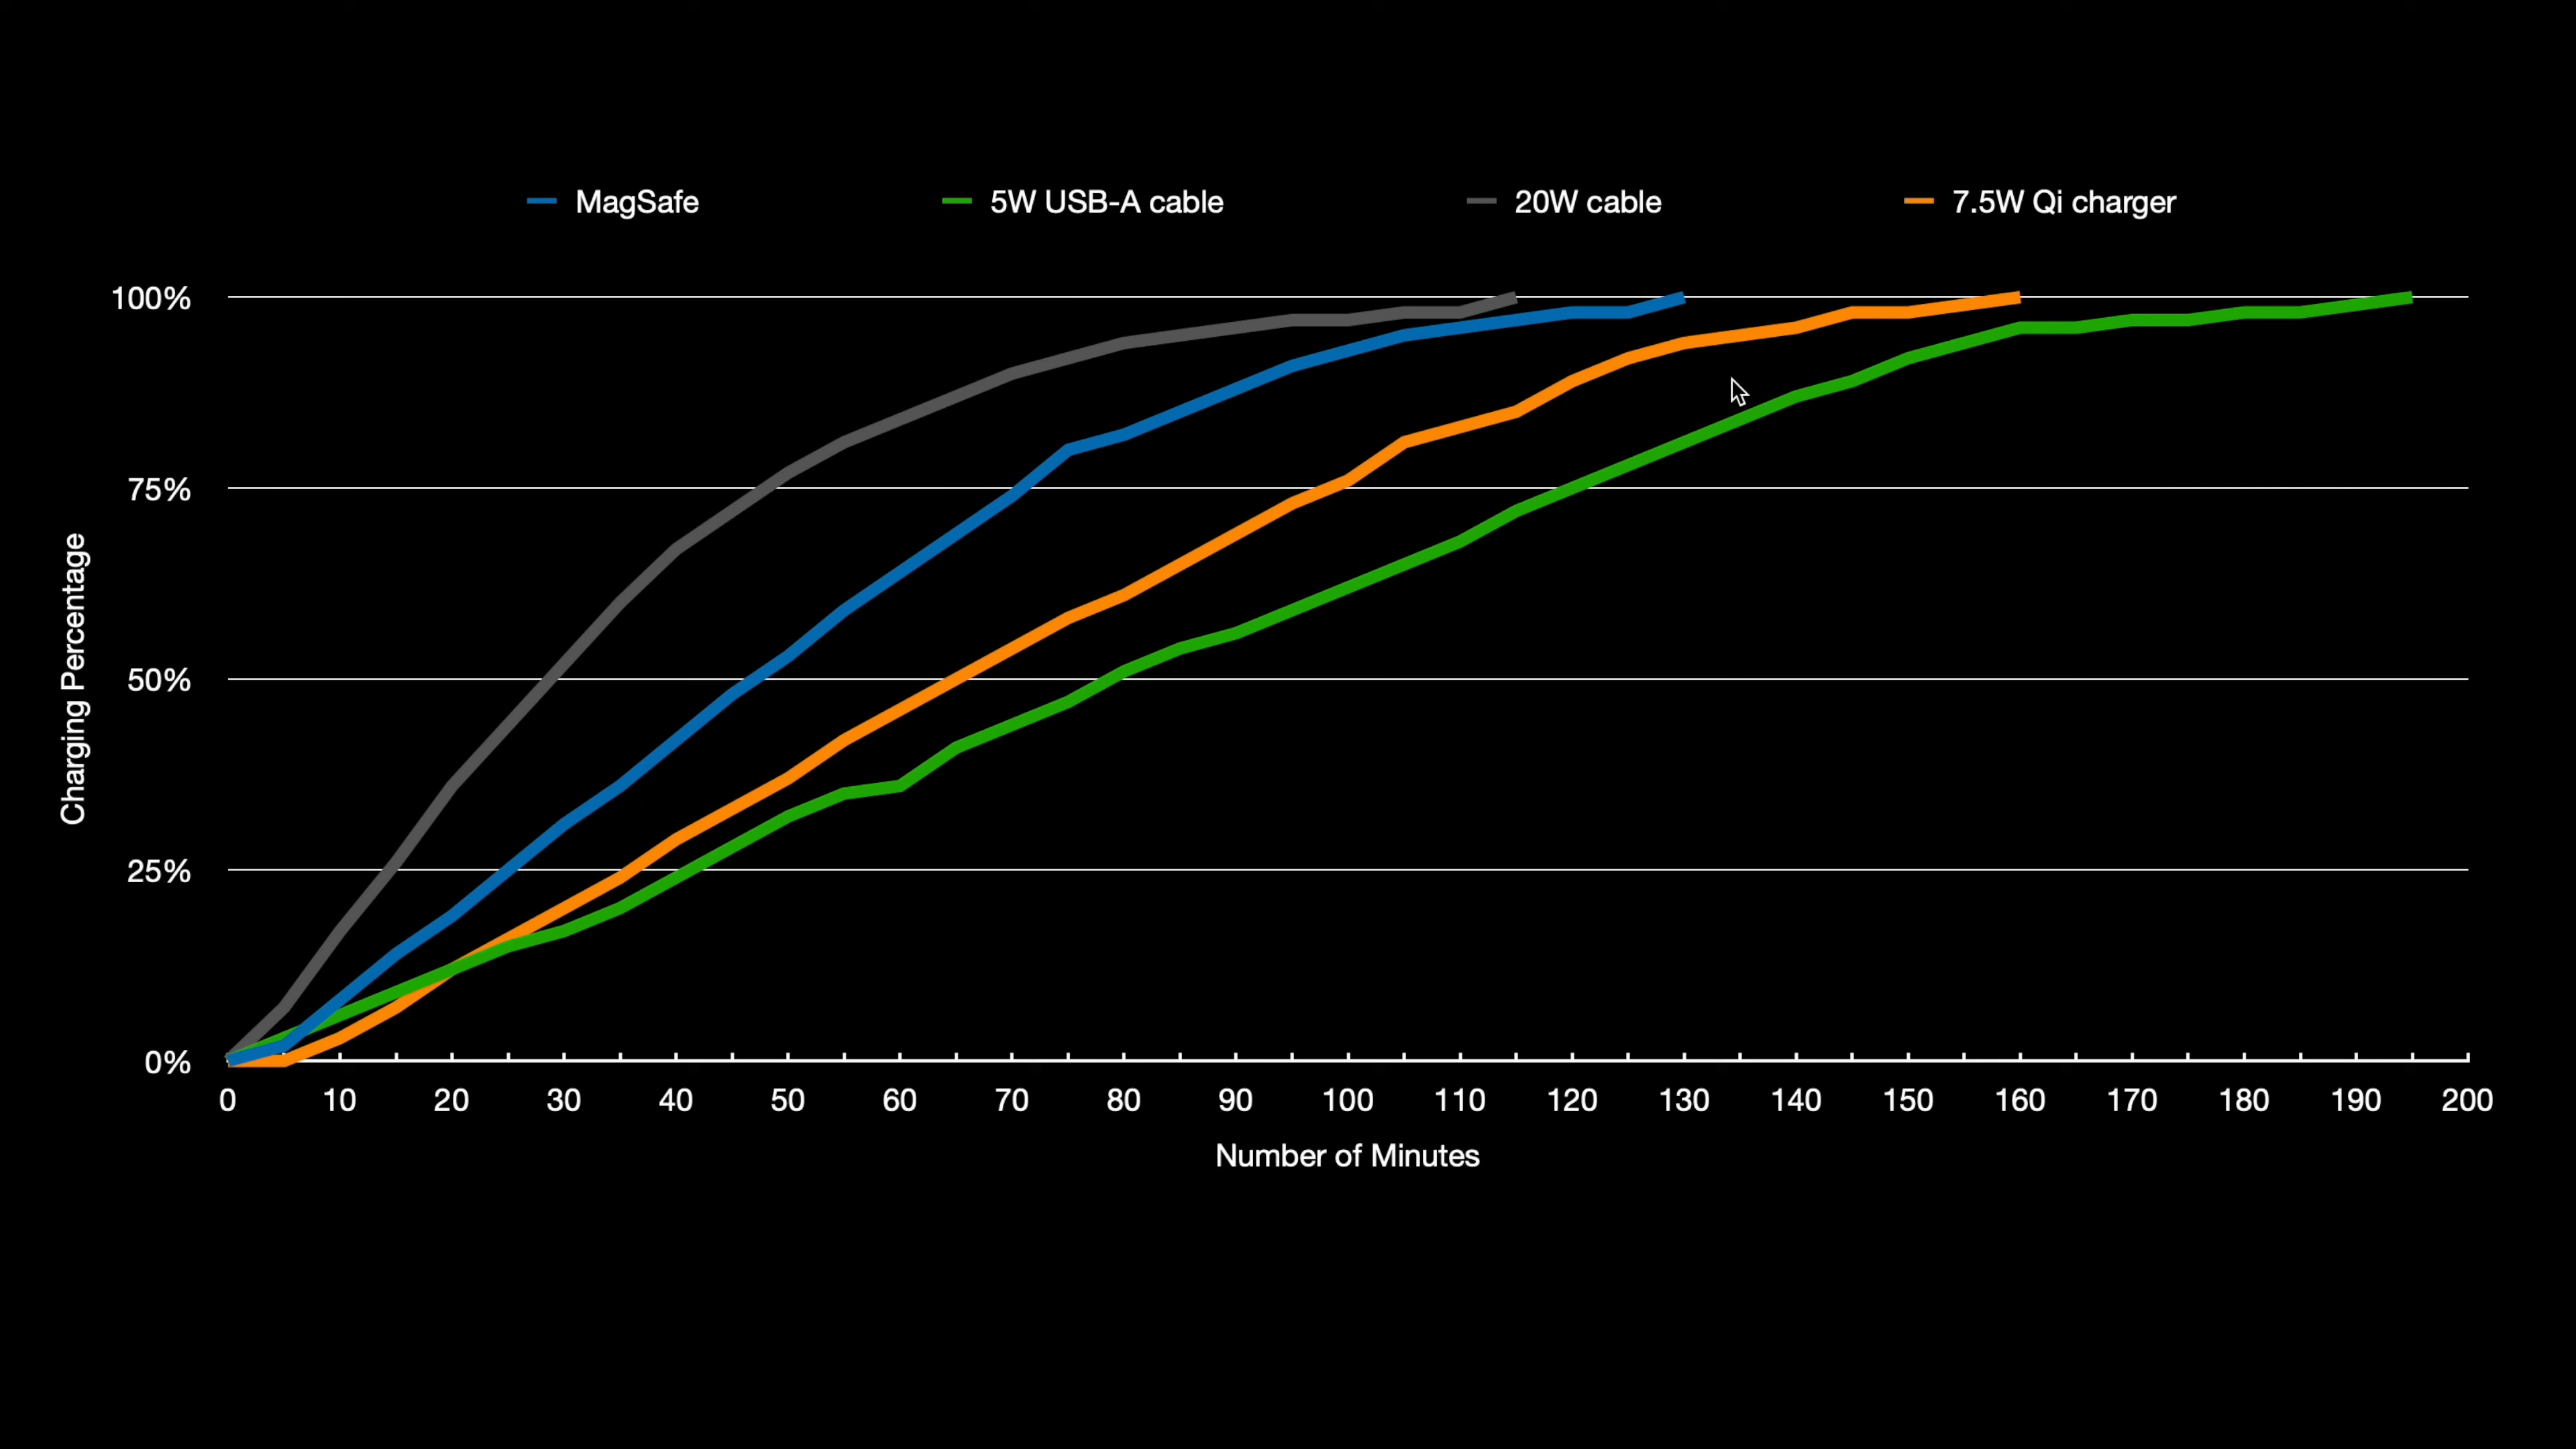 MagSafe 5W USB-A cable 20W cable 7.5W Qi charger
100%
75%
50%
25%
0%
Charging Percentage
0 10 20 30 40 50 60 70 80 90 100 110 120 130 140 150 160 170 180 190 200
Number of Minutes